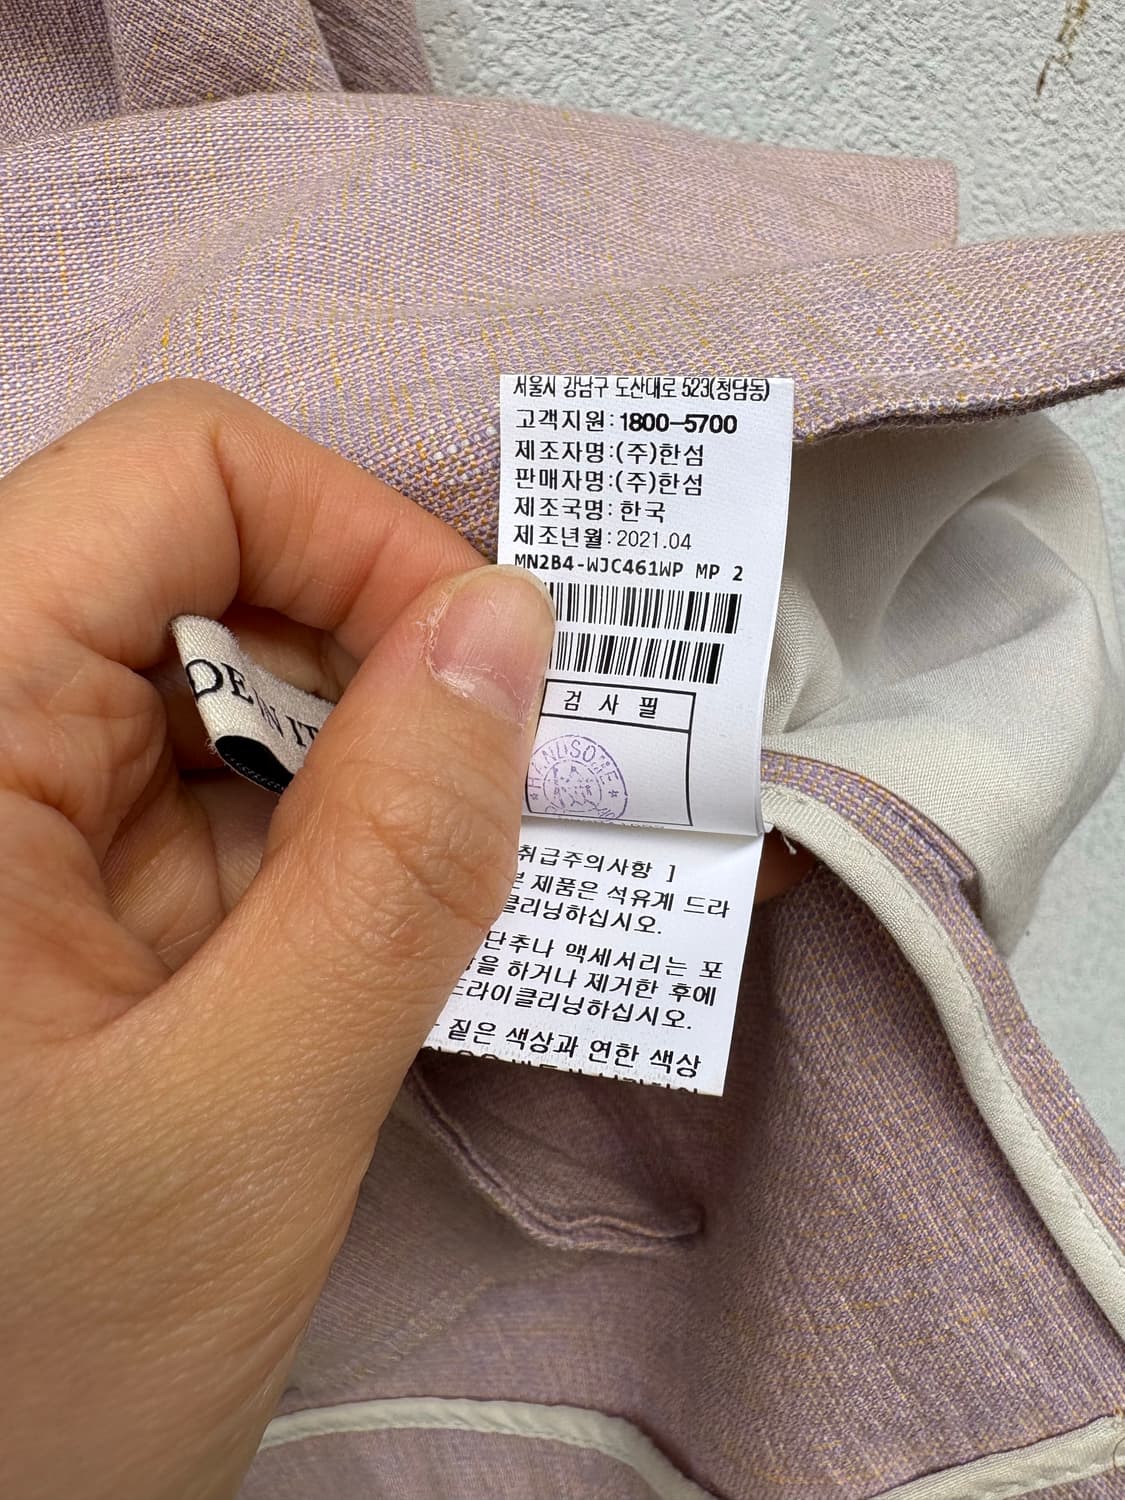 서울시 강남구 도산대로 523(청담동)
고객지원: 1800-5700
제조자명:(주)한섬
판매자명:(주)한섬
제조국명: 한국
제조년월: 2021.04
MN2B4-WJC461WP MP 2
검 사 필
HANDSOME
취급주의사항 ]
제품은 석유계 드라
클리닝하십시오.
단추나 액세서리는 포
하거나 제거한 후에
드라이클리닝하십시오.
짙은 색상과 연한 색상
DE IN IT